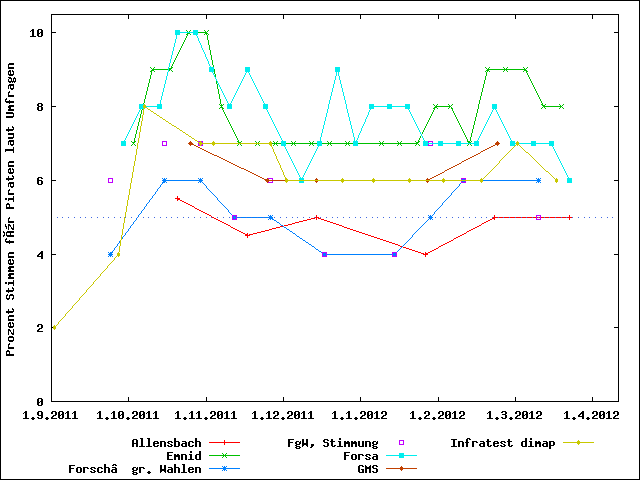 10
8
6
4
2
0
Prozent Stimmen fÃ¼r Piraten laut Umfragen
1.9.2011 1.10.2011 1.11.2011 1.12.2011 1.1.2012 1.2.2012 1.3.2012 1.4.2012
Allensbach FgW, Stimmung Infratest dimap
Emnid Forsa
Forschâ gr. Wahlen GMS